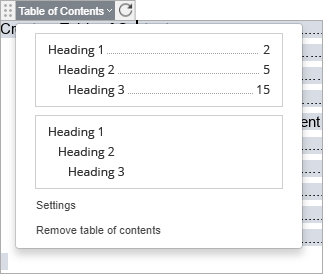 Table of Contents
Heading 1 2
Heading 2 5
Heading 3 15
ent
Heading 1
Heading 2
Heading 3
Settings
Remove table of contents